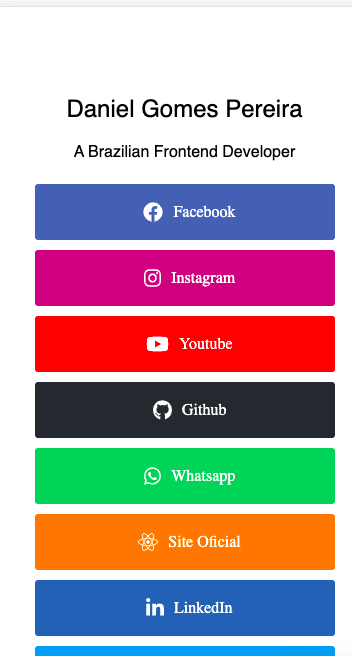 Daniel Gomes Pereira
A Brazilian Frontend Developer
Facebook
Instagram
Youtube
Github
Whatsapp
Site Oficial
LinkedIn